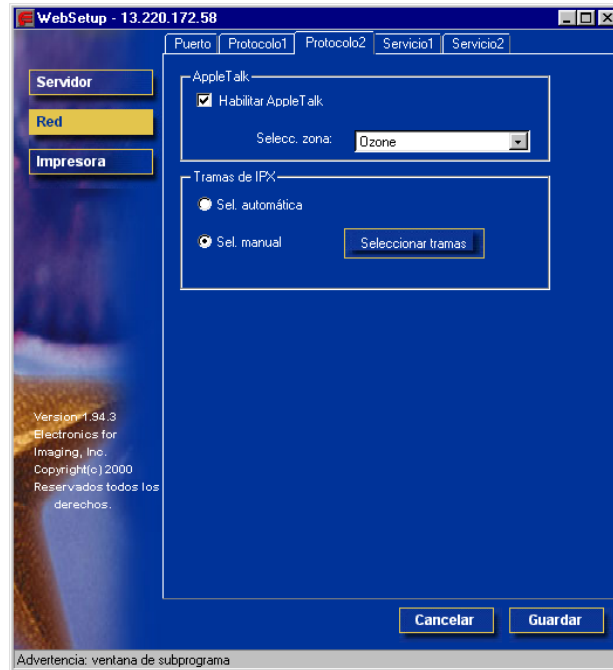 WebSetup - 13.220.172.58
Puerto Protocolo1 Protocolo2 Servicio1 Servicio2
Servidor
Red
Impresora
AppleTalk
Habilitar AppleTalk
Selecc. zona: Ozone
Tramas de IPX
Sel. automática
Sel. manual Seleccionar tramas
Version 1.94.3
Electronics for
Imaging, Inc.
Copyright(c) 2000
Reservados todos los
derechos.
Cancelar Guardar
Advertencia: ventana de subprograma